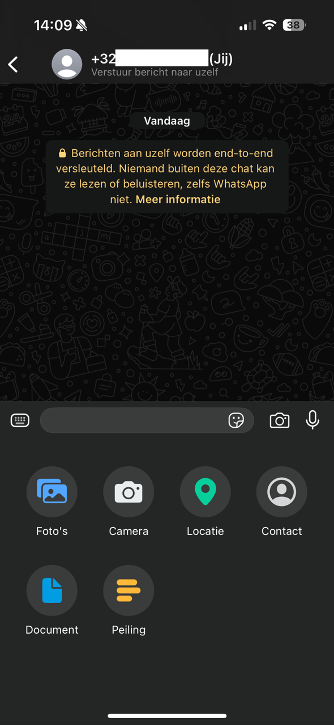 14:09
38
+32 (Jij)
Verstuur bericht naar uzelf
Vandaag
Berichten aan uzelf worden end-to-end
versleuteld. Niemand buiten deze chat kan
ze lezen of beluisteren, zelfs WhatsApp
niet. Meer informatie
Foto's
Camera
Locatie
Contact
Document
Peiling